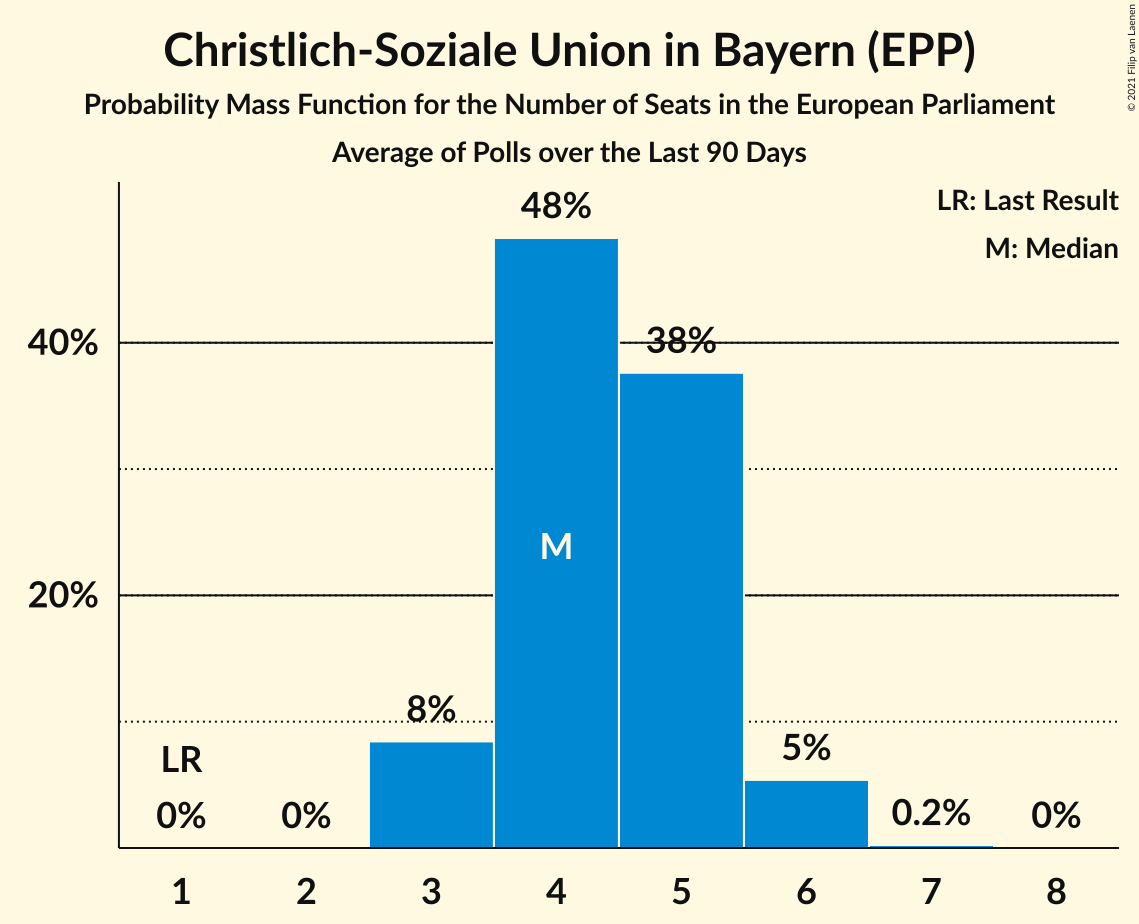 Christlich-Soziale Union in Bayern (EPP)
Probability Mass Function for the Number of Seats in the European Parliament
Average of Polls over the Last 90 Days
© 2021 Filip van Laenen
LR: Last Result
M: Median
48%
40%
38%
M
20%
8%
5%
LR
0%
0%
0.2%
0%
1 2 3 4 5 6 7 8